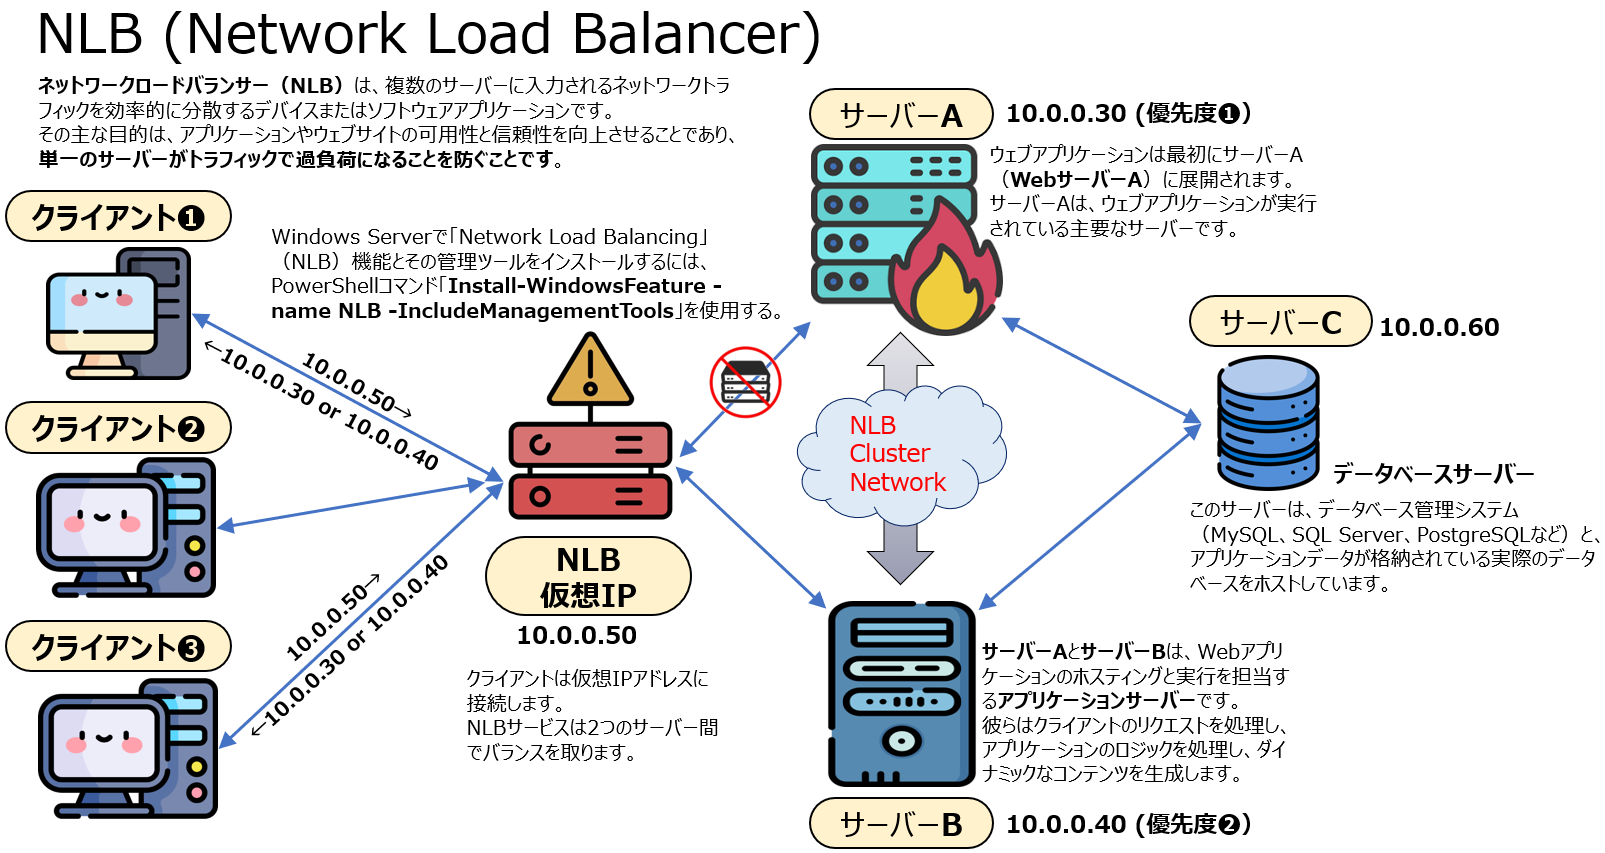 NLB (Network Load Balancer)
ネットワークロードバランサー（NLB）は、複数のサーバーに入力されるネットワークトラ
フィックを効率的に分散するデバイスまたはソフトウェアアプリケーションです。
その主な目的は、アプリケーションやウェブサイトの可用性と信頼性を向上させることであり、
単一のサーバーがトラフィックで過負荷になることを防ぐことです。
クライアント❶
Windows Serverで「Network Load Balancing」
（NLB）機能とその管理ツールをインストールするには、
PowerShellコマンド「Install-WindowsFeature -
name NLB -IncludeManagementTools」を使用する。
10.0.0.50→
←10.0.0.30 or 10.0.0.40
クライアント❷
クライアント❸
10.0.0.50→
←10.0.0.30 or 10.0.0.40
NLB
仮想IP
10.0.0.50
クライアントは仮想IPアドレスに
接続します。
NLBサービスは2つのサーバー間
でバランスを取ります。
サーバーA
10.0.0.30 (優先度❶)
ウェブアプリケーションは最初にサーバーA
（WebサーバーA）に展開されます。
サーバーAは、ウェブアプリケーションが実行
されている主要なサーバーです。
NLB
Cluster
Network
サーバーC
10.0.0.60
データベースサーバー
このサーバーは、データベース管理システム
（MySQL、SQL Server、PostgreSQLなど）と、
アプリケーションデータが格納されている実際のデータ
ベースをホストしています。
サーバーAとサーバーBは、Webアプリ
ケーションのホスティングと実行を担当す
るアプリケーションサーバーです。
彼らはクライアントのリクエストを処理し、
アプリケーションのロジックを処理し、ダイ
ナミックなコンテンツを生成します。
サーバーB
10.0.0.40 (優先度❷)